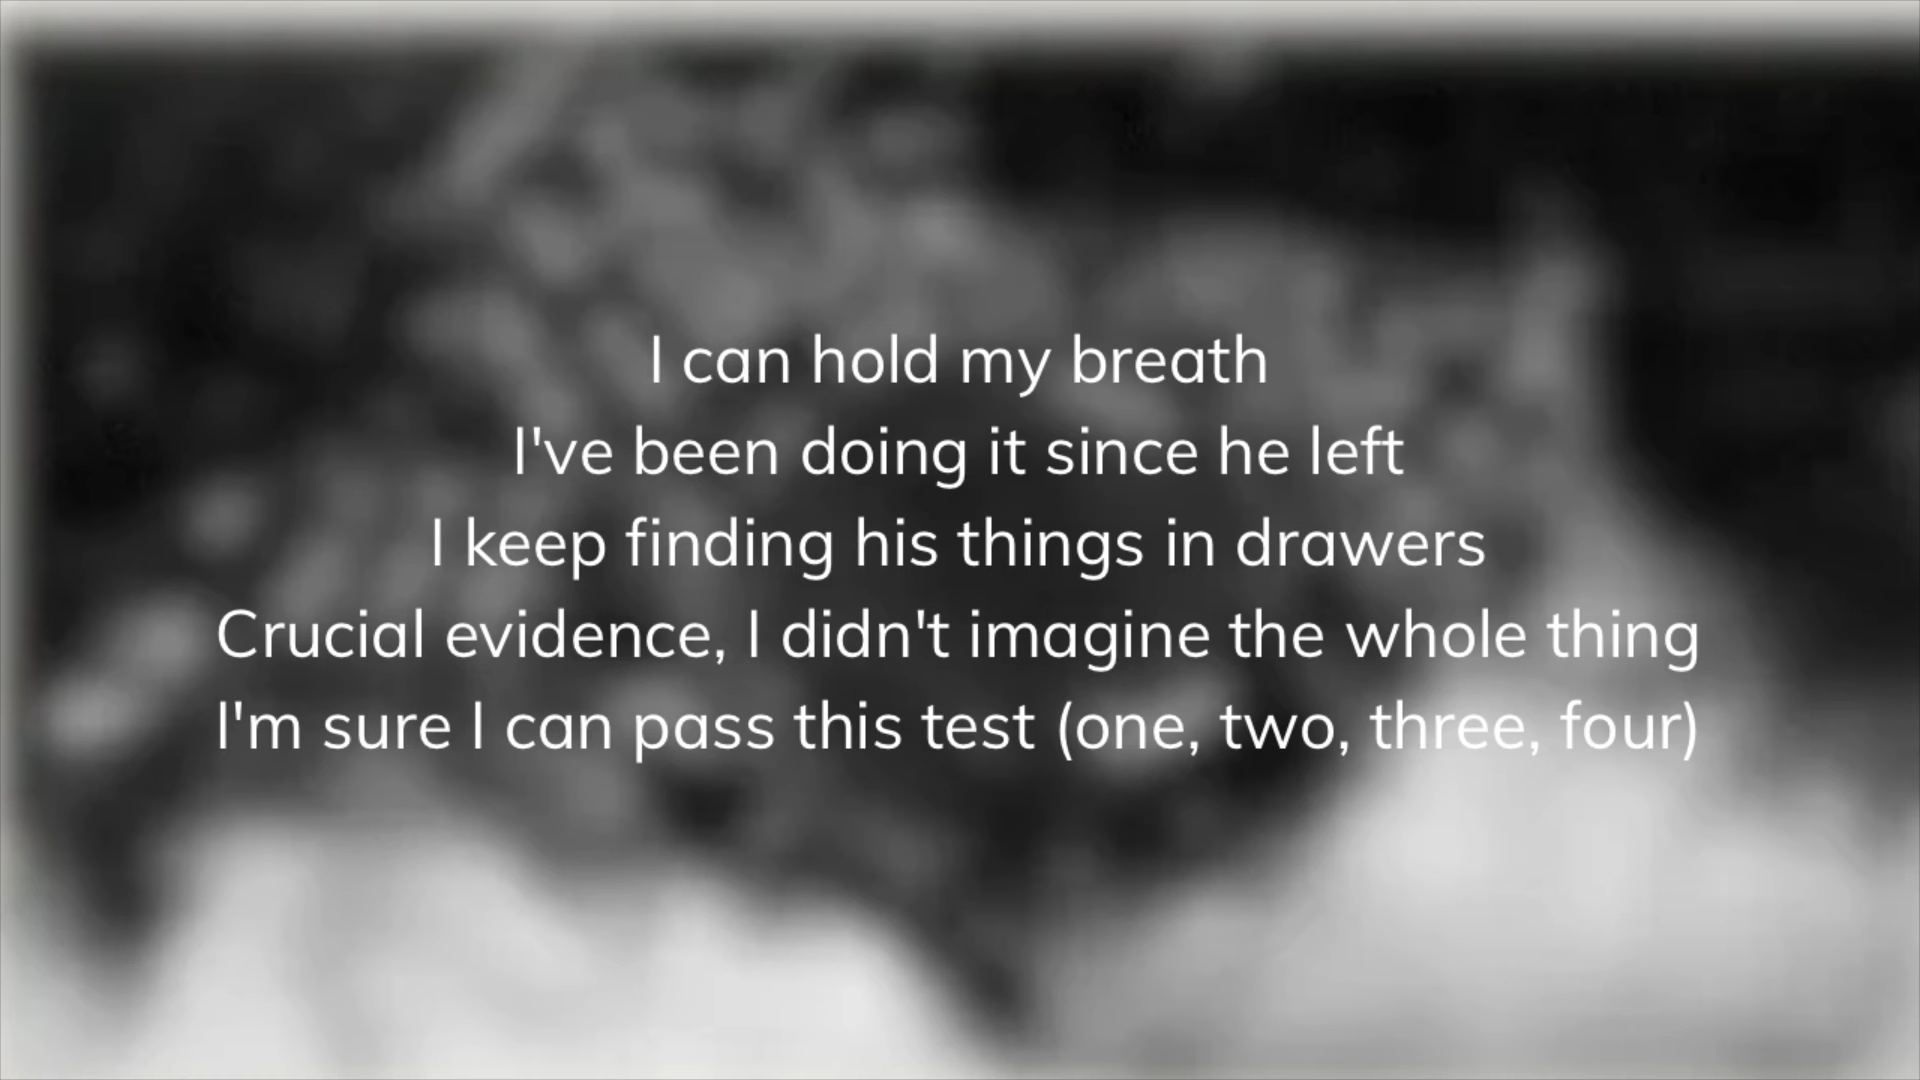 I can hold my breath
I've been doing it since he left
I keep finding his things in drawers
Crucial evidence, I didn't imagine the whole thing
I'm sure I can pass this test (one, two, three, four)